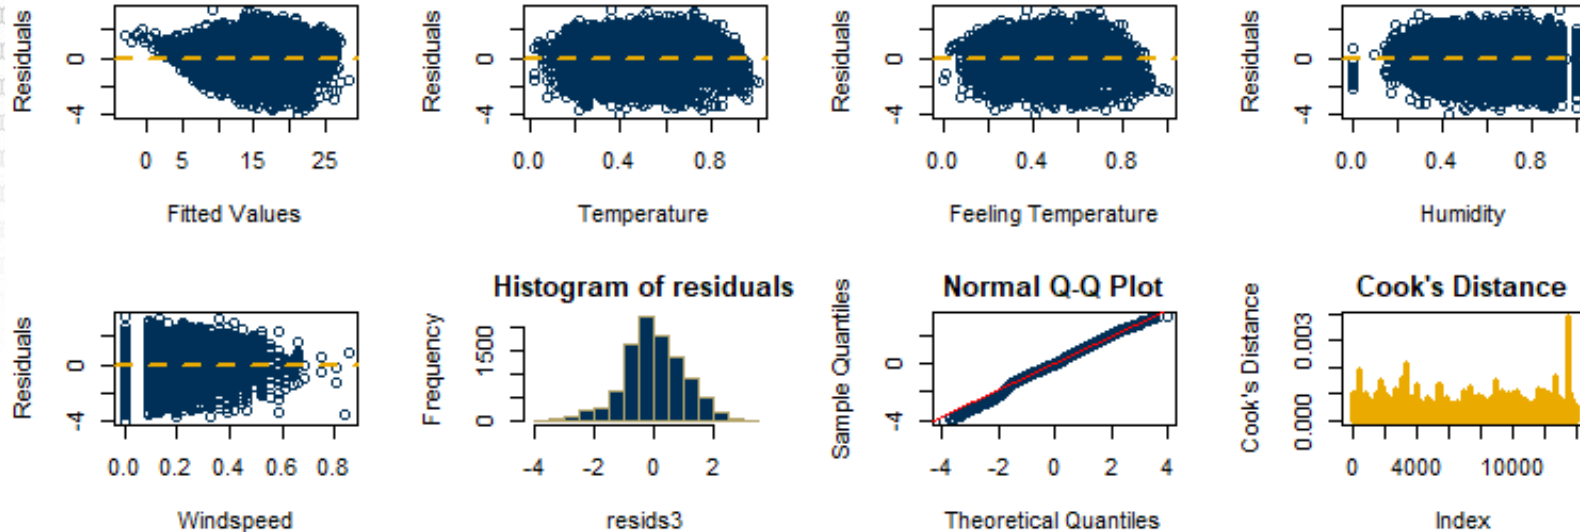 Residuals
0
-4
0 5 15 25
Fitted Values
Residuals
0
-4
0.0 0.4 0.8
Temperature
Residuals
0
-4
0.0 0.4 0.8
Feeling Temperature
Residuals
0
-4
0.0 0.4 0.8
Humidity
Residuals
0
-4
0.0 0.2 0.4 0.6 0.8
Windspeed
Histogram of residuals
Frequency
1500
0
-4 -2 0 2
resids3
Normal Q-Q Plot
Sample Quantiles
0
-4
-4 -2 0 2 4
Theoretical Quantiles
Cook's Distance
Cook's Distance
0.003
0.000
0 4000 10000
Index